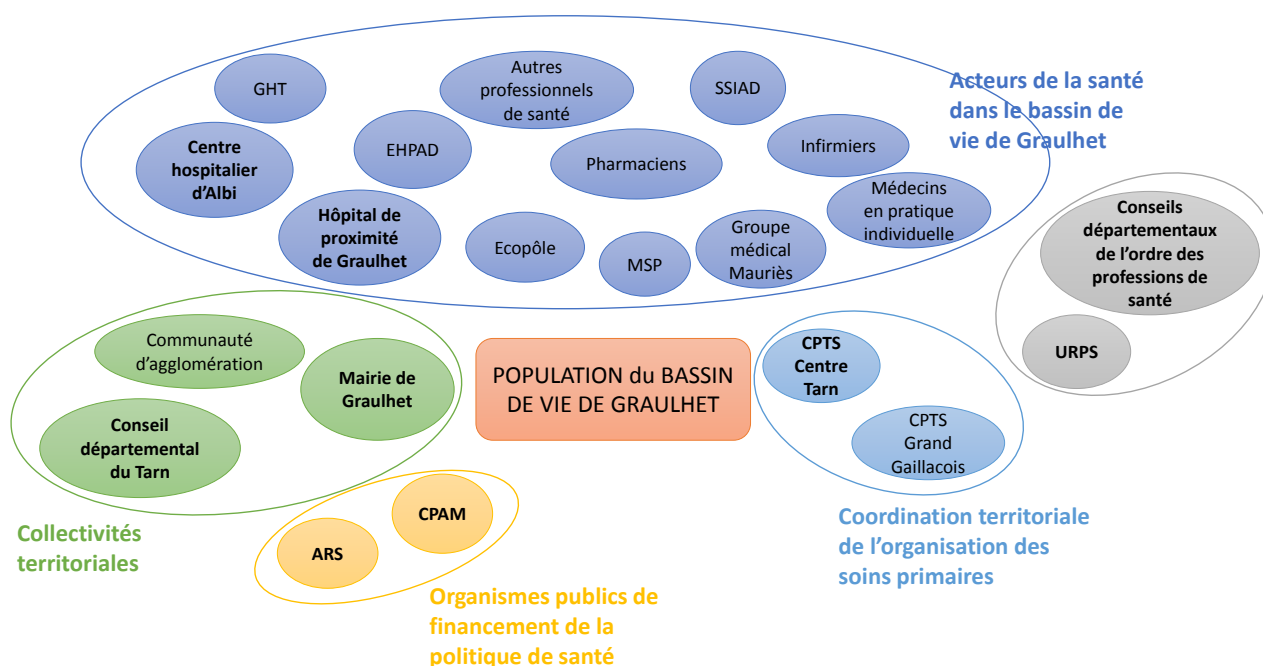 GHT
Autres
professionnels
de santé
SSIAD
Acteurs de la santé
dans le bassin de
vie de Graulhet
Centre
hospitalier
d’Albi
EHPAD
Pharmaciens
Infirmiers
Hôpital de
proximité
de Graulhet
Ecopôle
MSP
Groupe
médical
Mauriès
Médecins
en pratique
individuelle
Conseils
départementaux
de l’ordre des
professions de
santé
URPS
Communauté
d’agglomération
Mairie de
Graulhet
Conseil
départemental
du Tarn
Collectivités
territoriales
POPULATION du BASSIN
DE VIE DE GRAULHET
CPTS
Centre
Tarn
CPTS
Grand
Gaillacois
Coordination territoriale
de l’organisation des
soins primaires
CPAM
ARS
Organismes publics de
financement de la
politique de santé